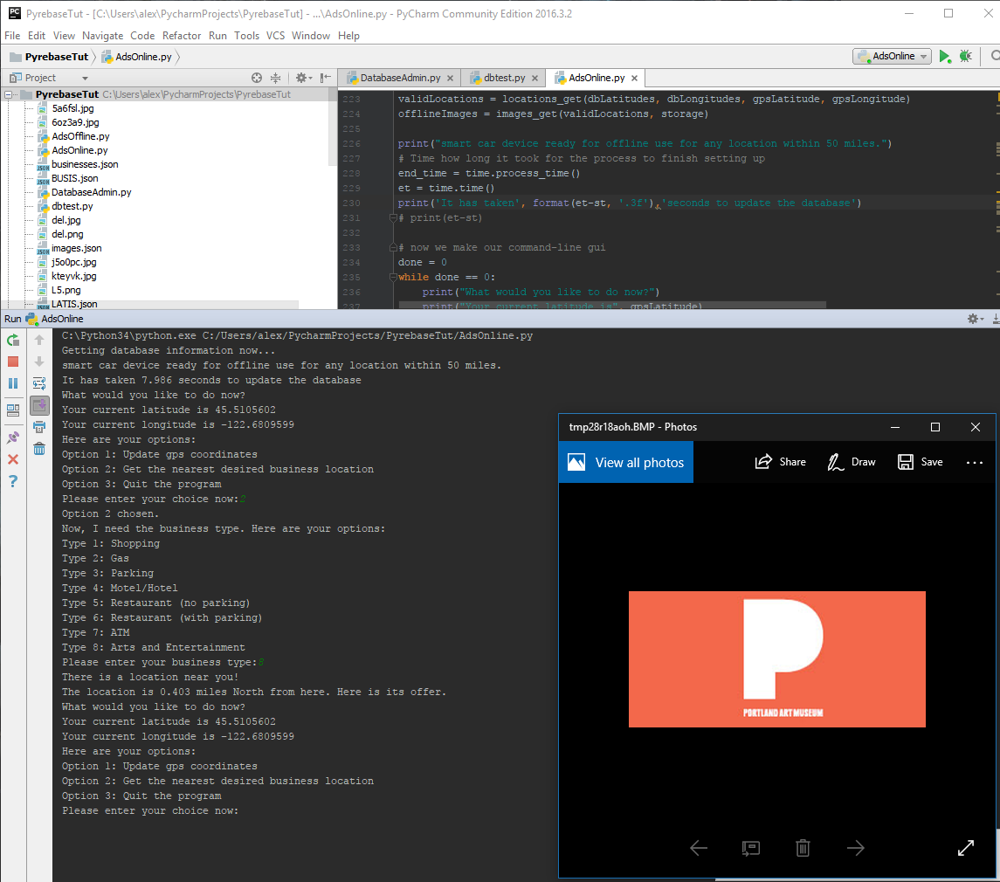 PyrebaseTut - [C:\Users\alex\PycharmProjects\PyrebaseTut] - ...\AdsOnline.py - PyCharm Community Edition 2016.3.2
File Edit View Navigate Code Refactor Run Tools VCS Window Help
PyrebaseTut AdsOnline.py AdsOnline
Project
DatabaseAdmin.py dbtest.py AdsOnline.py
PyrebaseTut C:\Users\alex\PycharmProjects\PyrebaseTut
5a6fsl.jpg
6oz3a9.jpg
AdsOffline.py
AdsOnline.py
businesses.json
BUSIS.json
DatabaseAdmin.py
dbtest.py
del.jpg
del.png
images.json
j5o0pc.jpg
kteyvk.jpg
L5.png
LATIS.json
223 validLocations = locations_get(dbLatitudes, dbLongitudes, gpsLatitude, gpsLongitude)
224 offlineImages = images_get(validLocations, storage)
225
226 print("smart car device ready for offline use for any location within 50 miles.")
227 # Time how long it took for the process to finish setting up
228 end_time = time.process_time()
229 et = time.time()
230 print('It has taken', format(et-st, '.3f'),'seconds to update the database')
231 # print(et-st)
232
233 # now we make our command-line gui
234 done = 0
235 while done == 0:
236 print("What would you like to do now?")
237 print("Your current latitude is", gpsLatitude)
Run AdsOnline
C:\Python34\python.exe C:/Users/alex/PycharmProjects/PyrebaseTut/AdsOnline.py
Getting database information now...
smart car device ready for offline use for any location within 50 miles.
It has taken 7.986 seconds to update the database
What would you like to do now?
Your current latitude is 45.5105602
Your current longitude is -122.6809599
Here are your options:
Option 1: Update gps coordinates
Option 2: Get the nearest desired business location
Option 3: Quit the program
Please enter your choice now:2
Option 2 chosen.
Now, I need the business type. Here are your options:
Type 1: Shopping
Type 2: Gas
Type 3: Parking
Type 4: Motel/Hotel
Type 5: Restaurant (no parking)
Type 6: Restaurant (with parking)
Type 7: ATM
Type 8: Arts and Entertainment
Please enter your business type:8
There is a location near you!
The location is 0.403 miles North from here. Here is its offer.
What would you like to do now?
Your current latitude is 45.5105602
Your current longitude is -122.6809599
Here are your options:
Option 1: Update gps coordinates
Option 2: Get the nearest desired business location
Option 3: Quit the program
Please enter your choice now:
tmp28r18aoh.BMP - Photos
View all photos Share Draw Save
P
PORTLAND ART MUSEUM